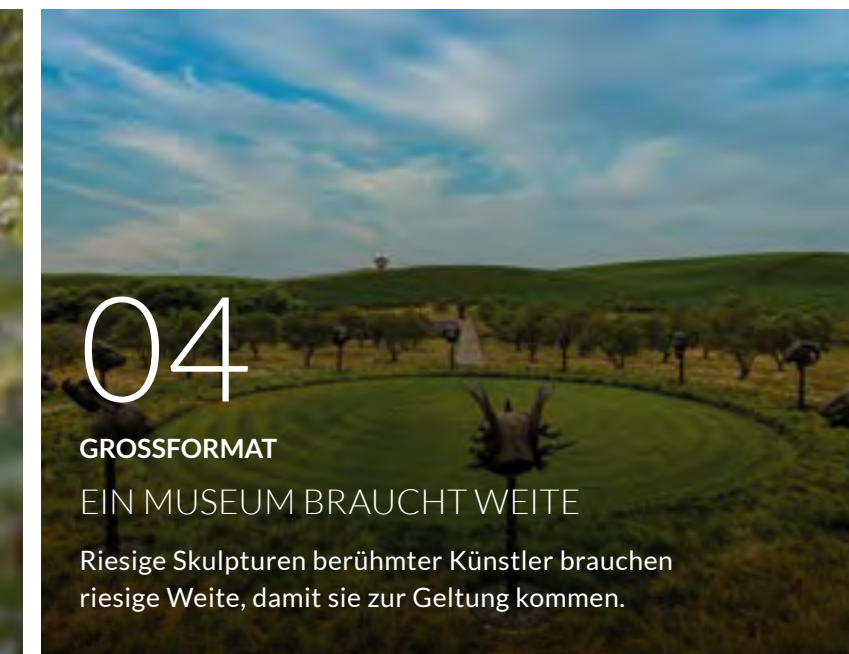 04
GROSSFORMAT
EIN MUSEUM BRAUCHT WEITE
Riesige Skulpturen berühmter Künstler brauchen
riesige Weite, damit sie zur Geltung kommen.